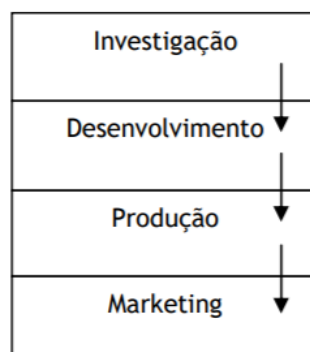 Investigação
Desenvolvimento
Produção
Marketing